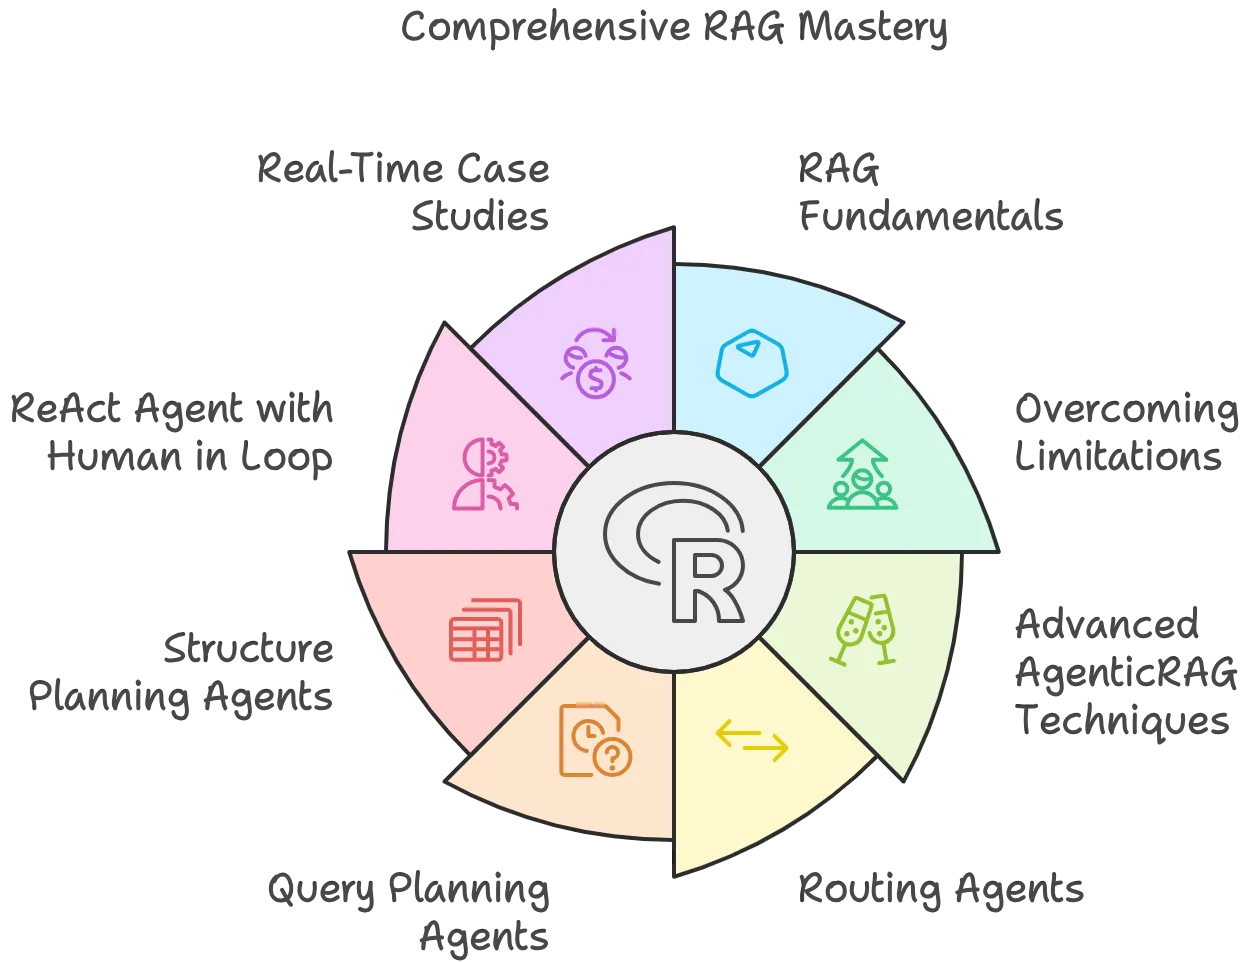 Comprehensive RAG Mastery
Real-Time Case
Studies
RAG
Fundamentals
ReAct Agent with
Human in Loop
Overcoming
Limitations
$
R
Structure
Planning Agents
Advanced
AgenticRAG
Techniques
?
Query Planning
Agents
Routing Agents